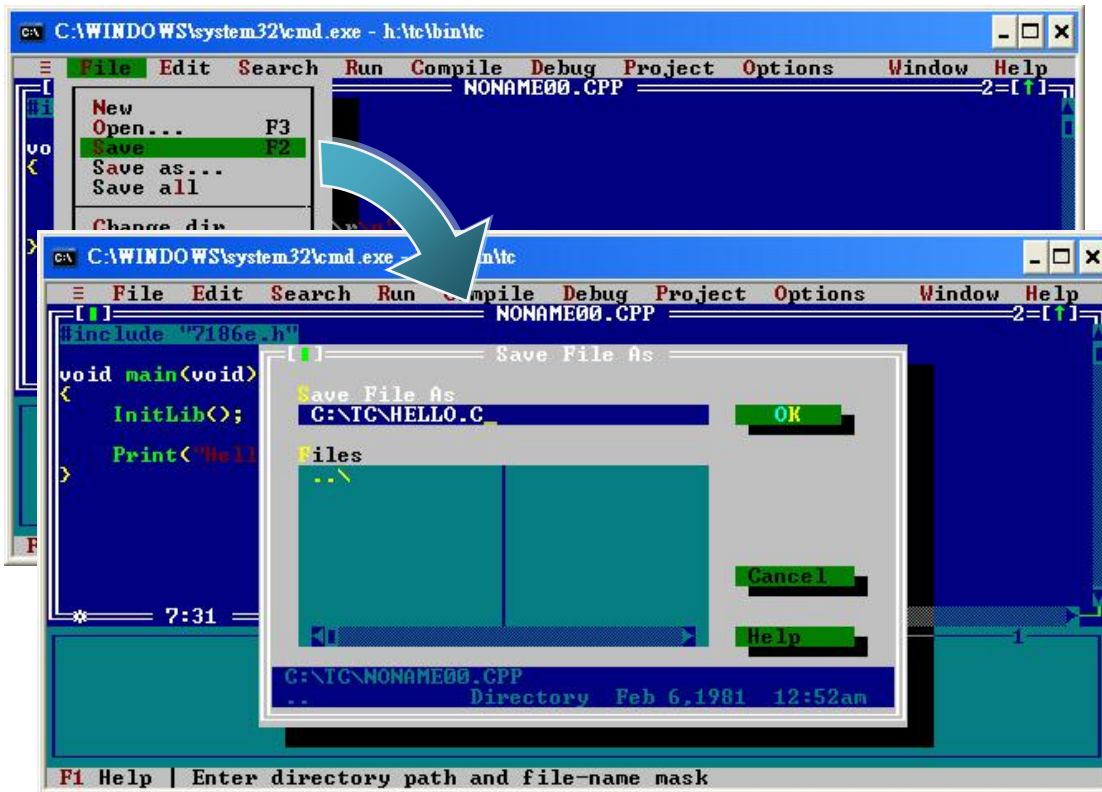 C:\WINDOWS\system32\cmd.exe - h:\tc\bin\tc
≡ File Edit Search Run Compile Debug Project Options Window Help
NONAME00.CPP 2=[↑]
#i
New
Open... F3
vo Save F2
{ Save as...
Save all
}
C:\WINDOWS\system32\cmd.exe - \tc
≡ File Edit Search Run Debug Project Options Window Help
[■] NONAME00.CPP 2=[↑]
#include "7186e.h"
[■] Save File As
void main(void)
{ Save File As
InitLib(); C:\TC\HELLO.C_ OK
Print("Hell Files
} ..\
Cancel
7:31
Help 1
C:\TC\NONAME00.CPP
.. Directory Feb 6,1981 12:52am
F1 Help | Enter directory path and file-name mask